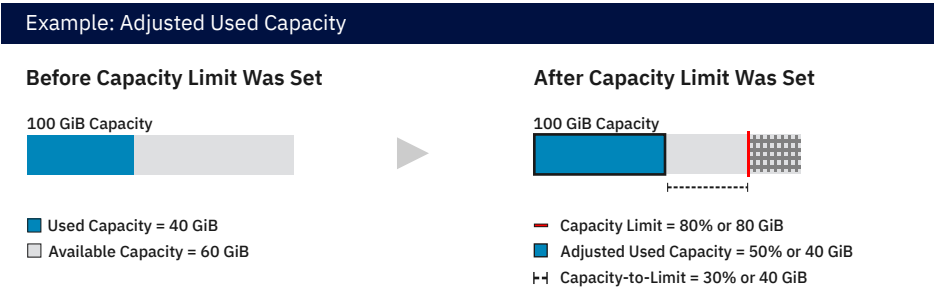 Example: Adjusted Used Capacity
Before Capacity Limit Was Set
100 GiB Capacity
Used Capacity = 40 GiB
Available Capacity = 60 GiB
After Capacity Limit Was Set
100 GiB Capacity
Capacity Limit = 80% or 80 GiB
Adjusted Used Capacity = 50% or 40 GiB
Capacity-to-Limit = 30% or 40 GiB